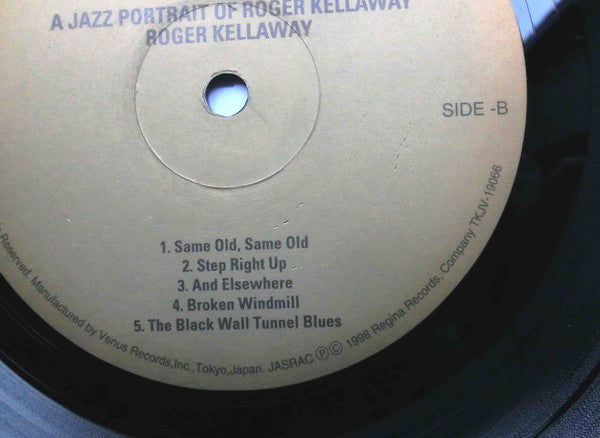 A JAZZ PORTRAIT OF ROGER KELLAWAY
ROGER KELLAWAY
SIDE -B
1. Same Old, Same Old
2. Step Right Up
3. And Elsewhere
4. Broken Windmill
5. The Black Wall Tunnel Blues
Reserved. Manufactured by Venus Records,Inc.,Tokyo,Japan. JASRAC Ⓟ© 1998 Regina Records, Company TKJV-19066